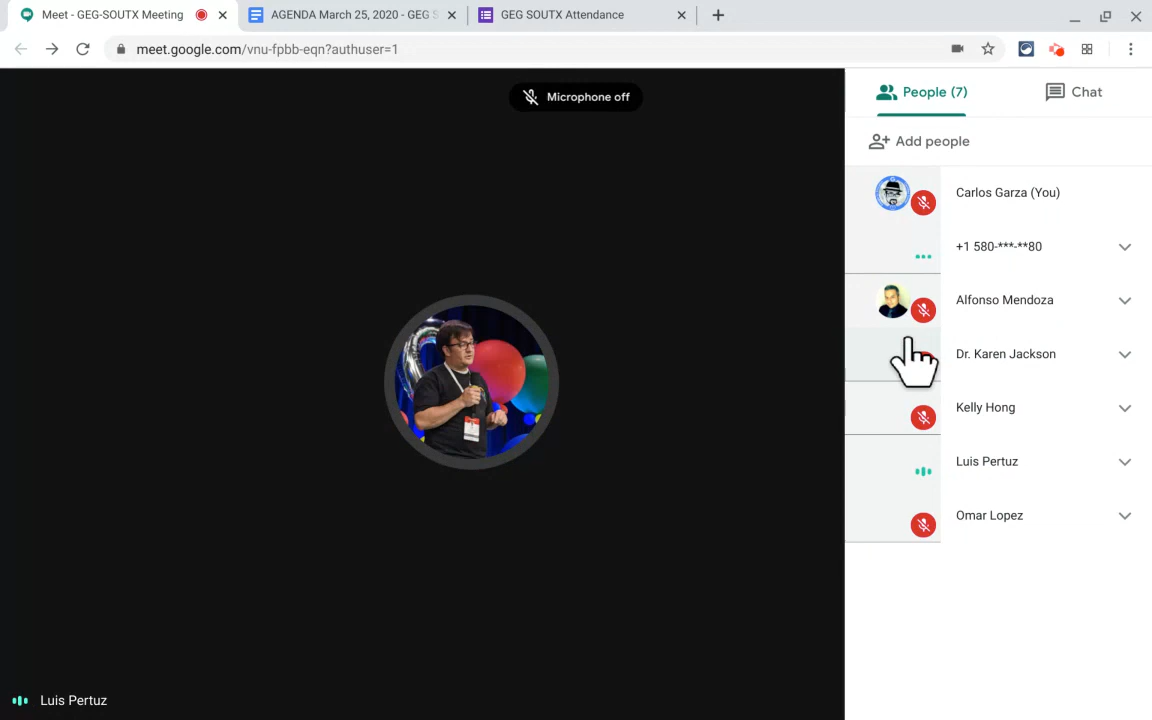 Meet - GEG-SOUTX Meeting
AGENDA March 25, 2020 - GEG S
GEG SOUTX Attendance
meet.google.com/vnu-fpbb-eqn?authuser=1
Microphone off
People (7)
Chat
Add people
Carlos Garza (You)
+1 580-***-**80
Alfonso Mendoza
Dr. Karen Jackson
Kelly Hong
Luis Pertuz
Omar Lopez
Luis Pertuz